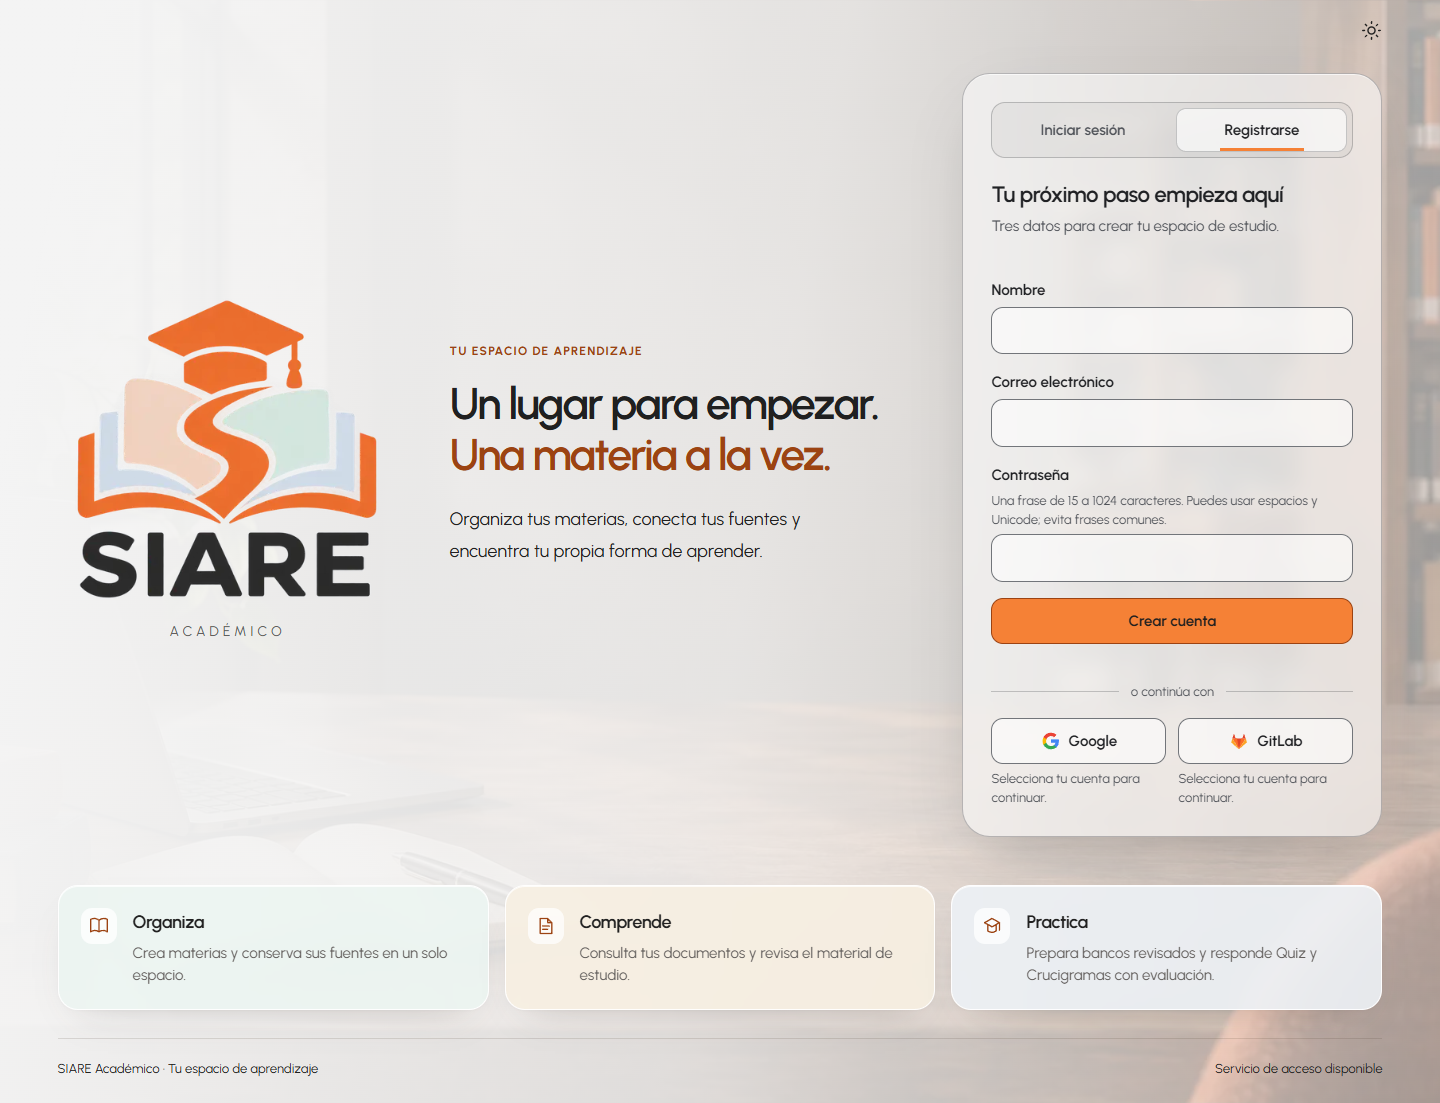 Iniciar sesión
Registrarse
Tu próximo paso empieza aquí
Tres datos para crear tu espacio de estudio.
Nombre
Correo electrónico
Contraseña
Una frase de 15 a 1024 caracteres. Puedes usar espacios y
Unicode; evita frases comunes.
Crear cuenta
o continúa con
Google
GitLab
Selecciona tu cuenta para
continuar.
Selecciona tu cuenta para
continuar.
SIARE
ACADÉMICO
TU ESPACIO DE APRENDIZAJE
Un lugar para empezar.
Una materia a la vez.
Organiza tus materias, conecta tus fuentes y
encuentra tu propia forma de aprender.
Organiza
Crea materias y conserva sus fuentes en un solo
espacio.
Comprende
Consulta tus documentos y revisa el material de
estudio.
Practica
Prepara bancos revisados y responde Quiz y
Crucigramas con evaluación.
SIARE Académico · Tu espacio de aprendizaje
Servicio de acceso disponible